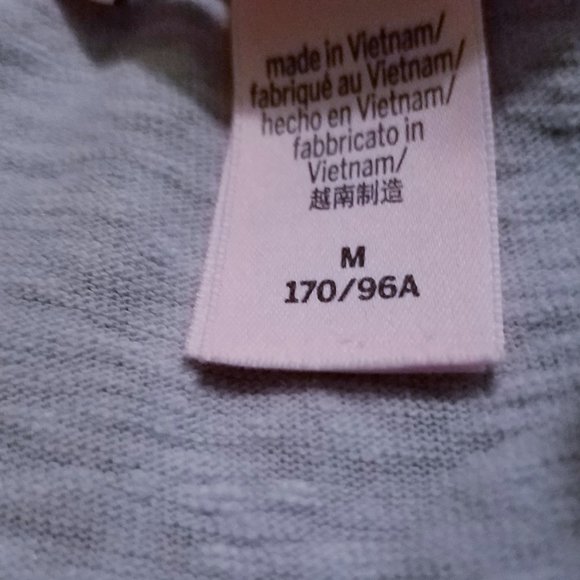 made in Vietnam/
fabriqué au Vietnam/
hecho en Vietnam/
fabbricato in
Vietnam/
越南制造
M
170/96A